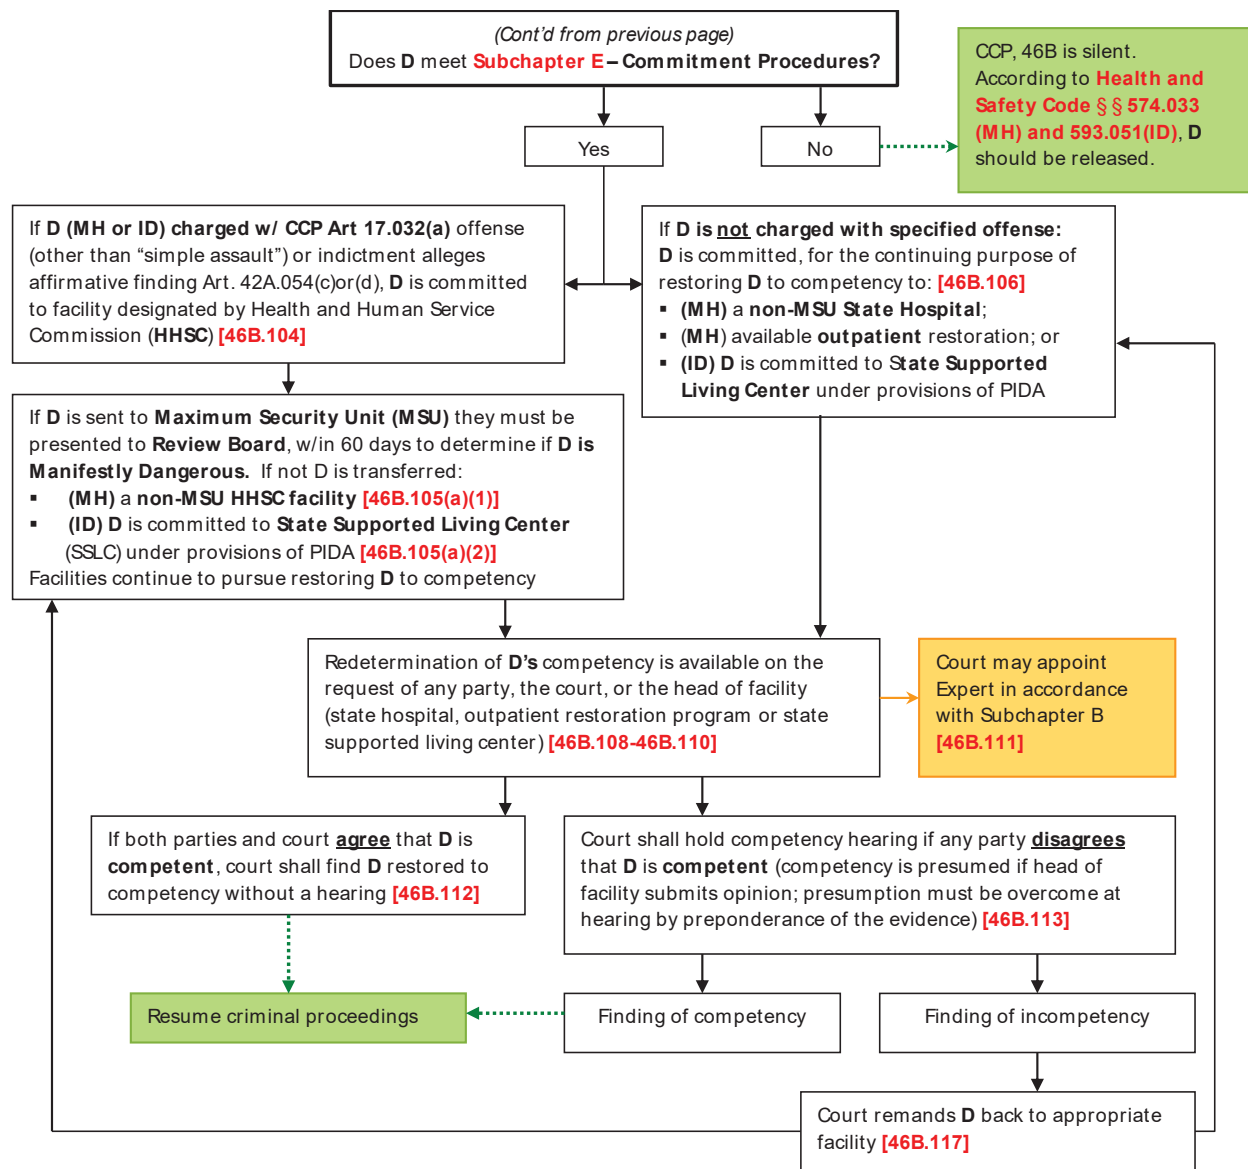 (Cont'd from previous page)
Does D meet Subchapter E – Commitment Procedures?
CCP, 46B is silent.
According to Health and
Safety Code § § 574.033
(MH) and 593.051(ID), D
should be released.
Yes
No
If D (MH or ID) charged w/ CCP Art 17.032(a) offense
(other than “simple assault”) or indictment alleges
affirmative finding Art. 42A.054(c)or(d), D is committed
to facility designated by Health and Human Service
Commission (HHSC) [46B.104]
If D is not charged with specified offense:
D is committed, for the continuing purpose of
restoring D to competency to: [46B.106]
▪ (MH) a non-MSU State Hospital;
▪ (MH) available outpatient restoration; or
▪ (ID) D is committed to State Supported
Living Center under provisions of PIDA
If D is sent to Maximum Security Unit (MSU) they must be
presented to Review Board, w/in 60 days to determine if D is
Manifestly Dangerous. If not D is transferred:
▪ (MH) a non-MSU HHSC facility [46B.105(a)(1)]
▪ (ID) D is committed to State Supported Living Center
(SSLC) under provisions of PIDA [46B.105(a)(2)]
Facilities continue to pursue restoring D to competency
Redetermination of D’s competency is available on the
request of any party, the court, or the head of facility
(state hospital, outpatient restoration program or state
supported living center) [46B.108-46B.110]
Court may appoint
Expert in accordance
with Subchapter B
[46B.111]
If both parties and court agree that D is
competent, court shall find D restored to
competency without a hearing [46B.112]
Court shall hold competency hearing if any party disagrees
that D is competent (competency is presumed if head of
facility submits opinion; presumption must be overcome at
hearing by preponderance of the evidence) [46B.113]
Resume criminal proceedings
Finding of competency
Finding of incompetency
Court remands D back to appropriate
facility [46B.117]